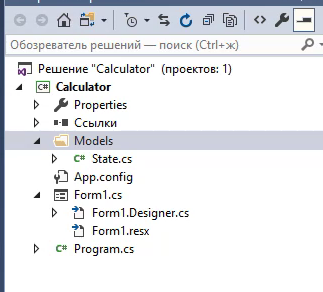 Обозреватель решений — поиск (Ctrl+ж)
Решение "Calculator" (проектов: 1)
C# Calculator
Properties
Ссылки
Models
C# State.cs
App.config
Form1.cs
Form1.Designer.cs
Form1.resx
C# Program.cs